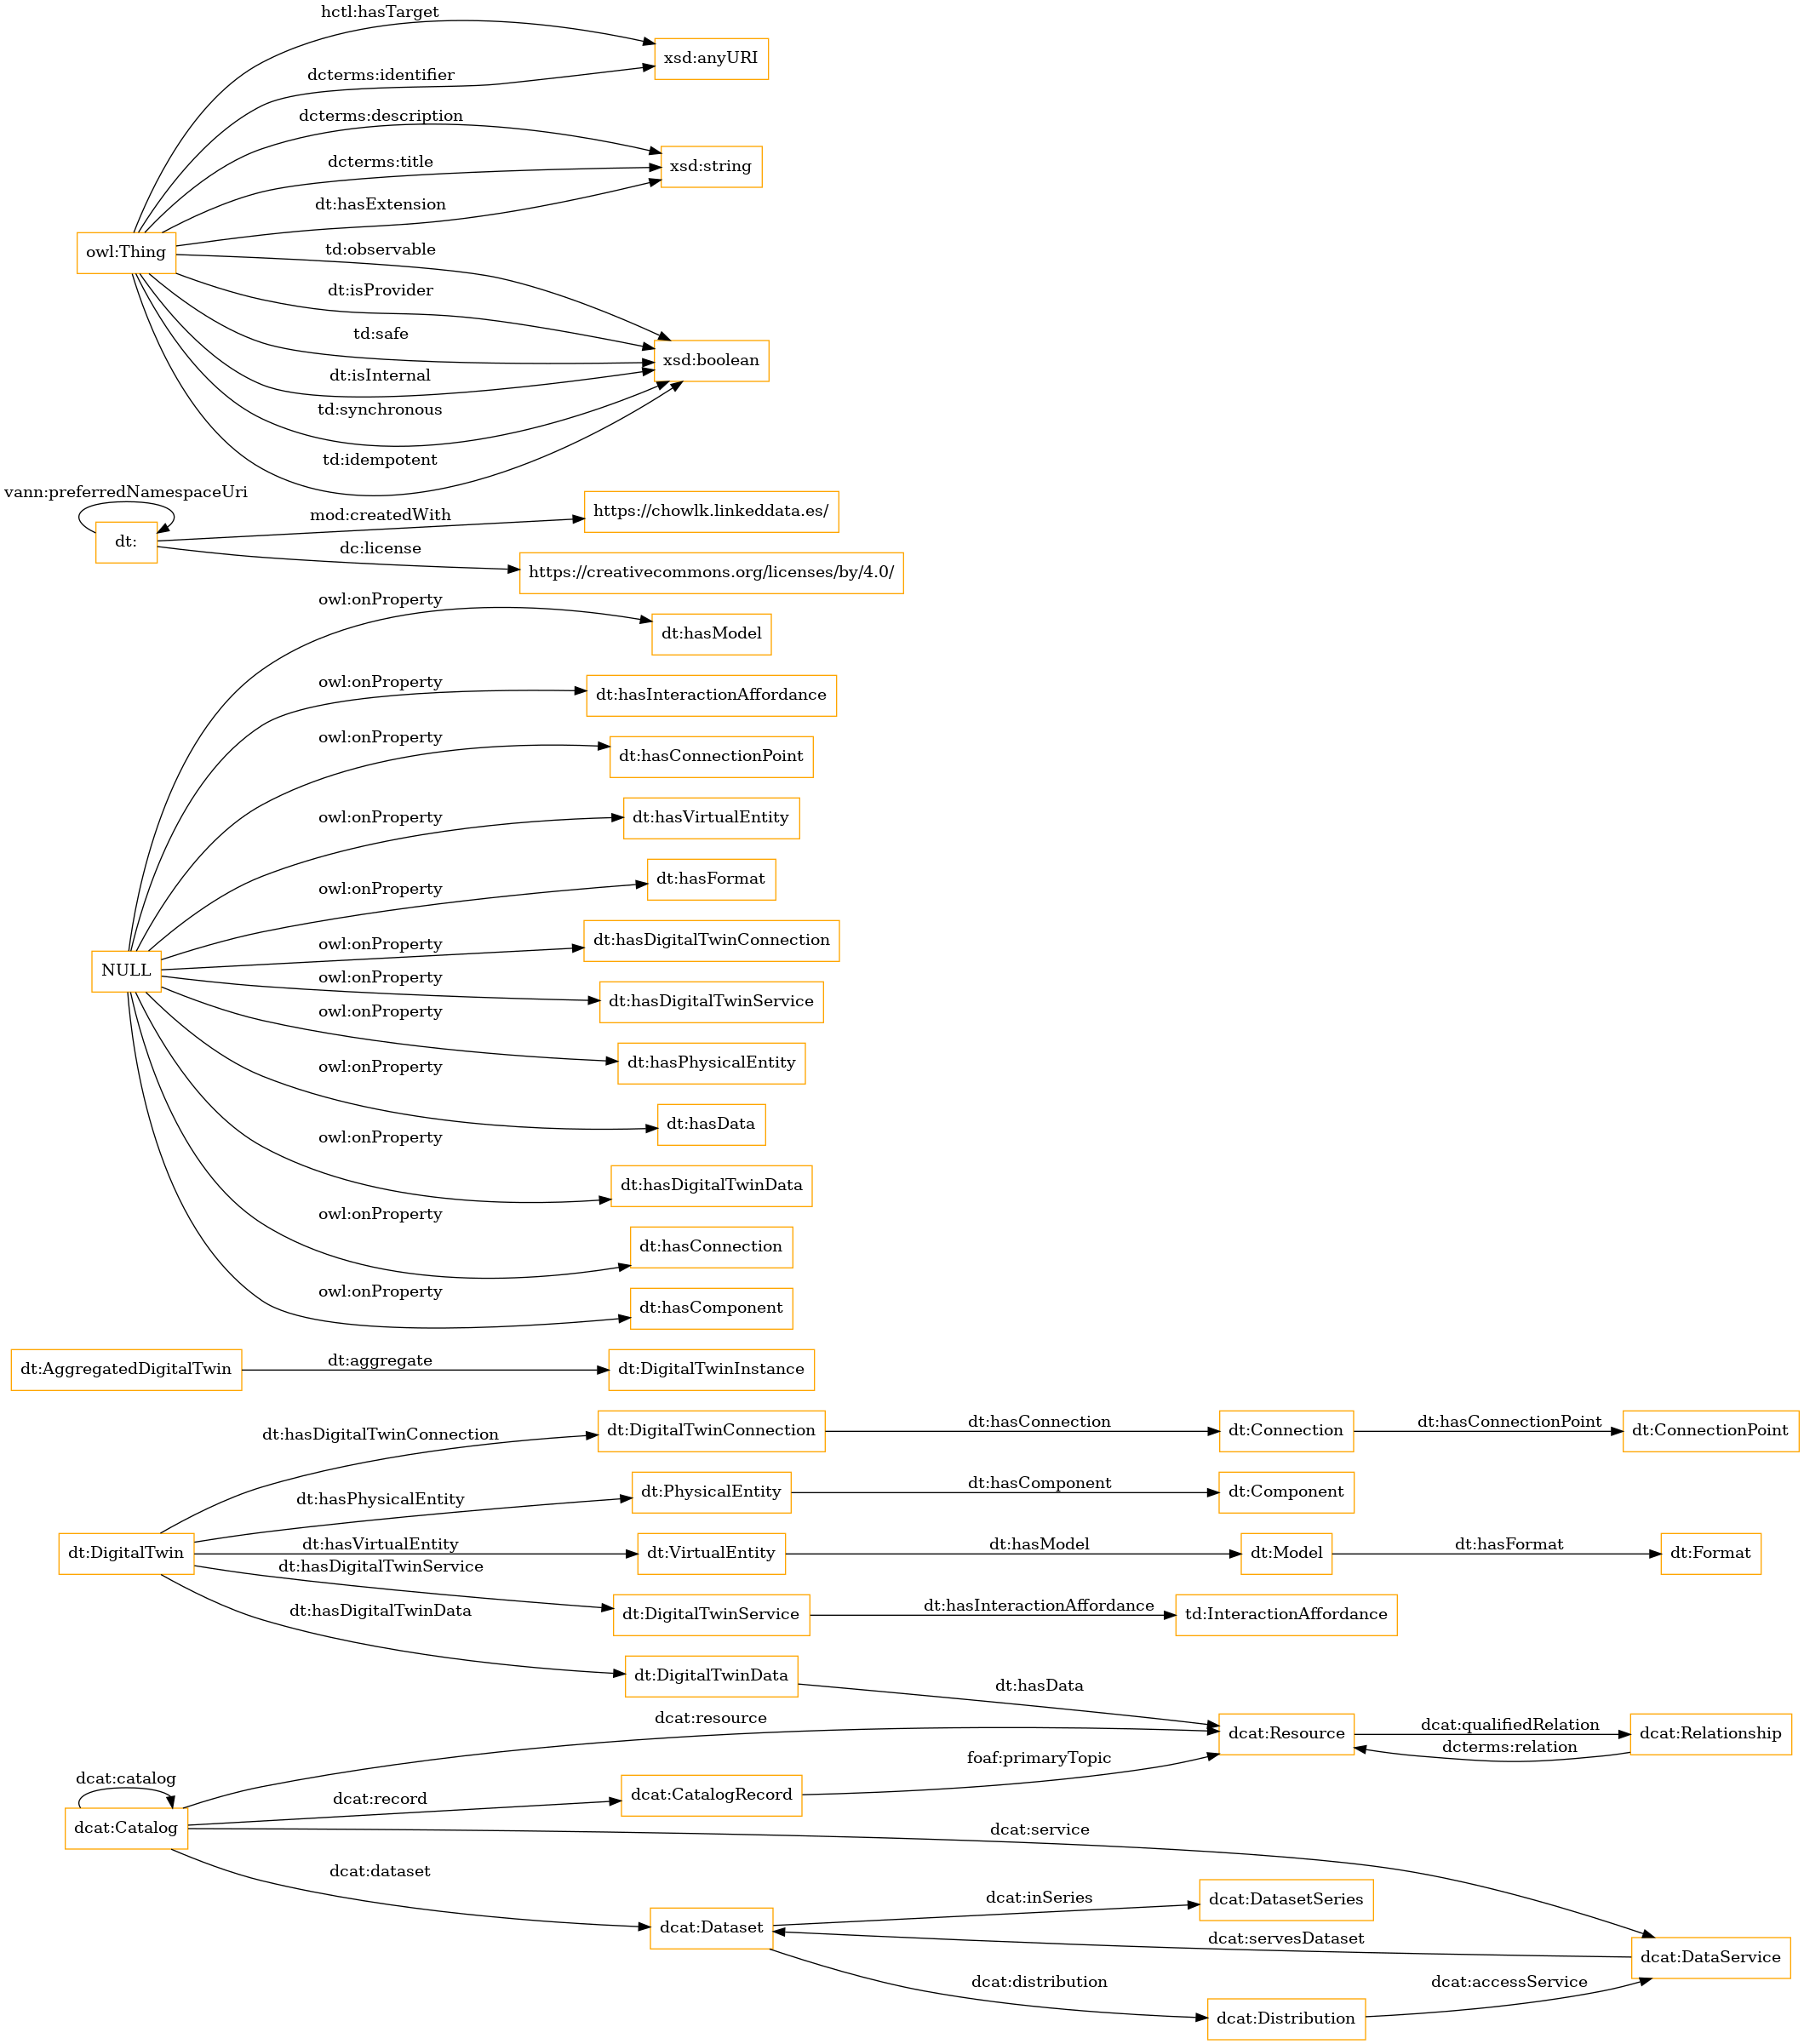 hctl:hasTarget
xsd:anyURI
dcterms:identifier
dcterms:description
dcterms:title
xsd:string
dt:hasExtension
owl:Thing
td:observable
dt:isProvider
td:safe
xsd:boolean
dt:isInternal
td:synchronous
td:idempotent
vann:preferredNamespaceUri
dt:
mod:createdWith
https://chowlk.linkeddata.es/
dc:license
https://creativecommons.org/licenses/by/4.0/
owl:onProperty
dt:hasModel
owl:onProperty
dt:hasInteractionAffordance
owl:onProperty
dt:hasConnectionPoint
owl:onProperty
dt:hasVirtualEntity
owl:onProperty
dt:hasFormat
owl:onProperty
dt:hasDigitalTwinConnection
NULL
owl:onProperty
dt:hasDigitalTwinService
owl:onProperty
dt:hasPhysicalEntity
owl:onProperty
dt:hasData
owl:onProperty
dt:hasDigitalTwinData
owl:onProperty
dt:hasConnection
owl:onProperty
dt:hasComponent
dt:AggregatedDigitalTwin
dt:aggregate
dt:DigitalTwinInstance
dt:hasDigitalTwinConnection
dt:DigitalTwinConnection
dt:hasConnection
dt:Connection
dt:hasConnectionPoint
dt:ConnectionPoint
dt:hasPhysicalEntity
dt:PhysicalEntity
dt:hasComponent
dt:Component
dt:DigitalTwin
dt:hasVirtualEntity
dt:VirtualEntity
dt:hasModel
dt:Model
dt:hasFormat
dt:Format
dt:hasDigitalTwinService
dt:DigitalTwinService
dt:hasInteractionAffordance
td:InteractionAffordance
dt:hasDigitalTwinData
dt:DigitalTwinData
dt:hasData
dcat:resource
dcat:Resource
dcat:qualifiedRelation
dcterms:relation
dcat:Relationship
dcat:catalog
dcat:Catalog
dcat:record
dcat:CatalogRecord
foaf:primaryTopic
dcat:service
dcat:dataset
dcat:Dataset
dcat:inSeries
dcat:DatasetSeries
dcat:servesDataset
dcat:DataService
dcat:distribution
dcat:Distribution
dcat:accessService